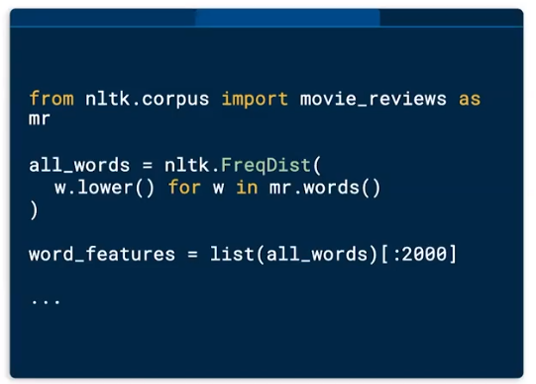 from nltk.corpus import movie_reviews as
mr
all_words = nltk.FreqDist(
w.lower() for w in mr.words()
)
word_features = list(all_words)[:2000]
...